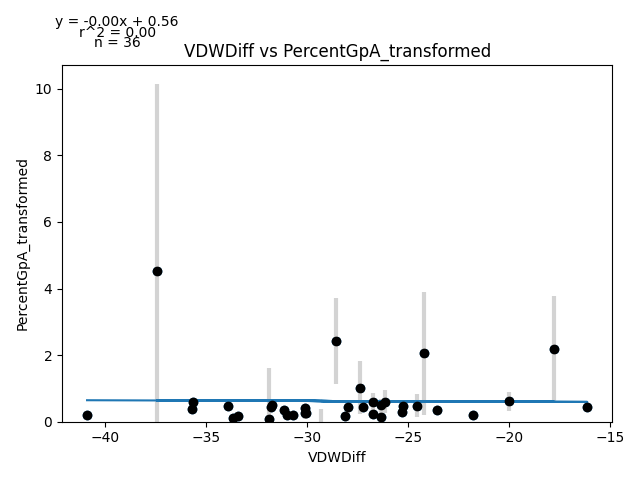 y = -0.00x + 0.56
r^2 = 0.00
n = 36
VDWDiff vs PercentGpA_transformed
PercentGpA_transformed
10
8
6
4
2
0
−40
−35
−30
−25
−20
−15
VDWDiff